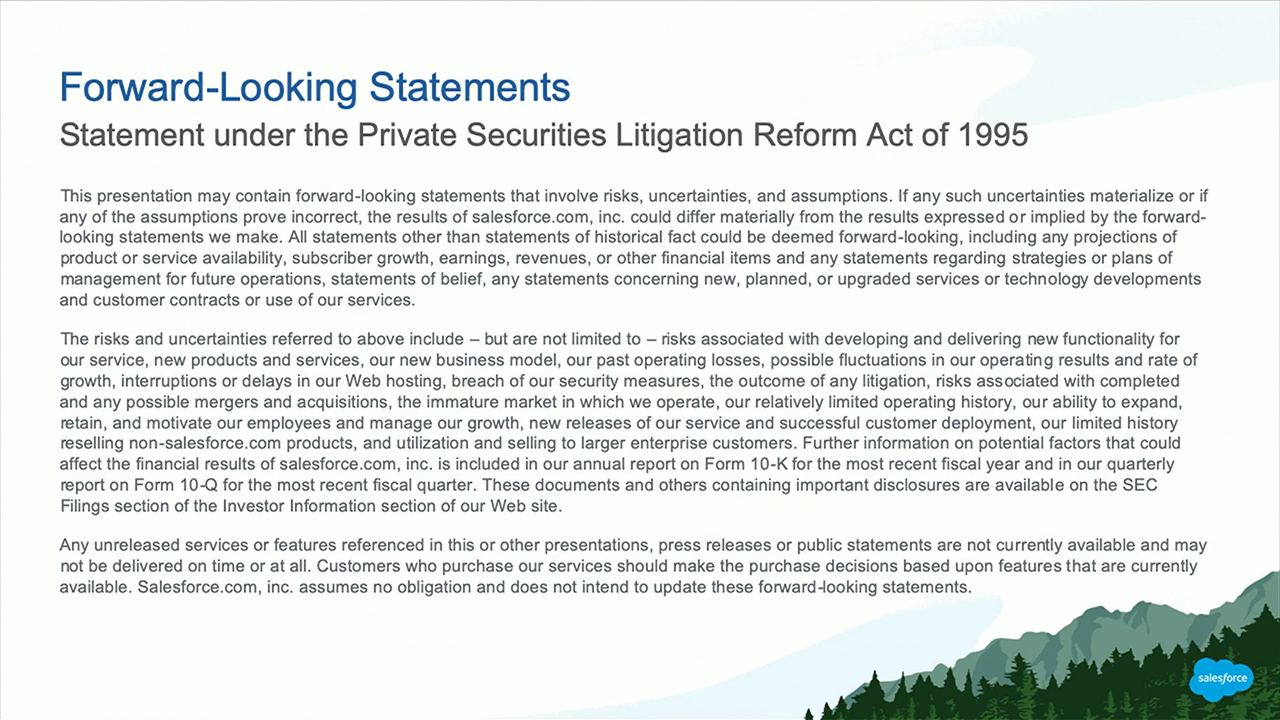 Forward-Looking Statements
Statement under the Private Securities Litigation Reform Act of 1995
This presentation may contain forward-looking statements that involve risks, uncertainties, and assumptions. If any such uncertainties materialize or if
any of the assumptions prove incorrect, the results of salesforce.com, inc. could differ materially from the results expressed or implied by the forward-
looking statements we make. All statements other than statements of historical fact could be deemed forward-looking, including any projections of
product or service availability, subscriber growth, earnings, revenues, or other financial items and any statements regarding strategies or plans of
management for future operations, statements of belief, any statements concerning new, planned, or upgraded services or technology developments
and customer contracts or use of our services.
The risks and uncertainties referred to above include – but are not limited to – risks associated with developing and delivering new functionality for
our service, new products and services, our new business model, our past operating losses, possible fluctuations in our operating results and rate of
growth, interruptions or delays in our Web hosting, breach of our security measures, the outcome of any litigation, risks associated with completed
and any possible mergers and acquisitions, the immature market in which we operate, our relatively limited operating history, our ability to expand,
retain, and motivate our employees and manage our growth, new releases of our service and successful customer deployment, our limited history
reselling non-salesforce.com products, and utilization and selling to larger enterprise customers. Further information on potential factors that could
affect the financial results of salesforce.com, inc. is included in our annual report on Form 10-K for the most recent fiscal year and in our quarterly
report on Form 10-Q for the most recent fiscal quarter. These documents and others containing important disclosures are available on the SEC
Filings section of the Investor Information section of our Web site.
Any unreleased services or features referenced in this or other presentations, press releases or public statements are not currently available and may
not be delivered on time or at all. Customers who purchase our services should make the purchase decisions based upon features that are currently
available. Salesforce.com, inc. assumes no obligation and does not intend to update these forward-looking statements.
salesforce